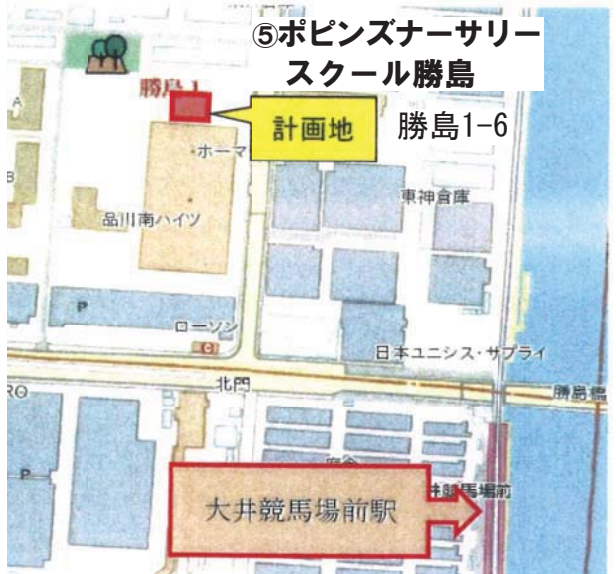 ⑤ポピンズナーサリー
スクール勝島
勝島1
計画地
勝島1-6
A
ホーマ
B
東神倉庫
品川南ハイツ
P
ローソン
日本ユニシス・サプライ
北門
勝島橋
RO
P
井競馬場前
大井競馬場前駅